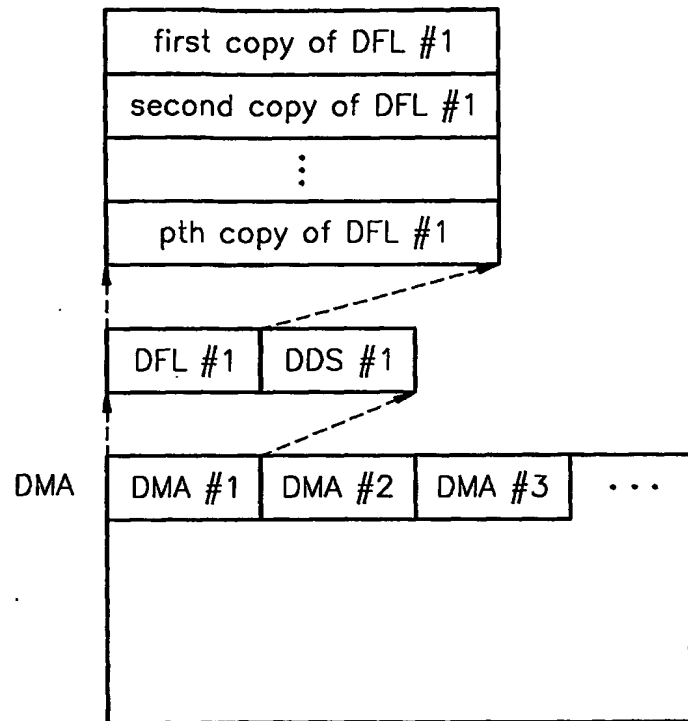 first copy of DFL #1
second copy of DFL #1
⋮
pth copy of DFL #1
DFL #1 DDS #1
DMA DMA #1 DMA #2 DMA #3 ...